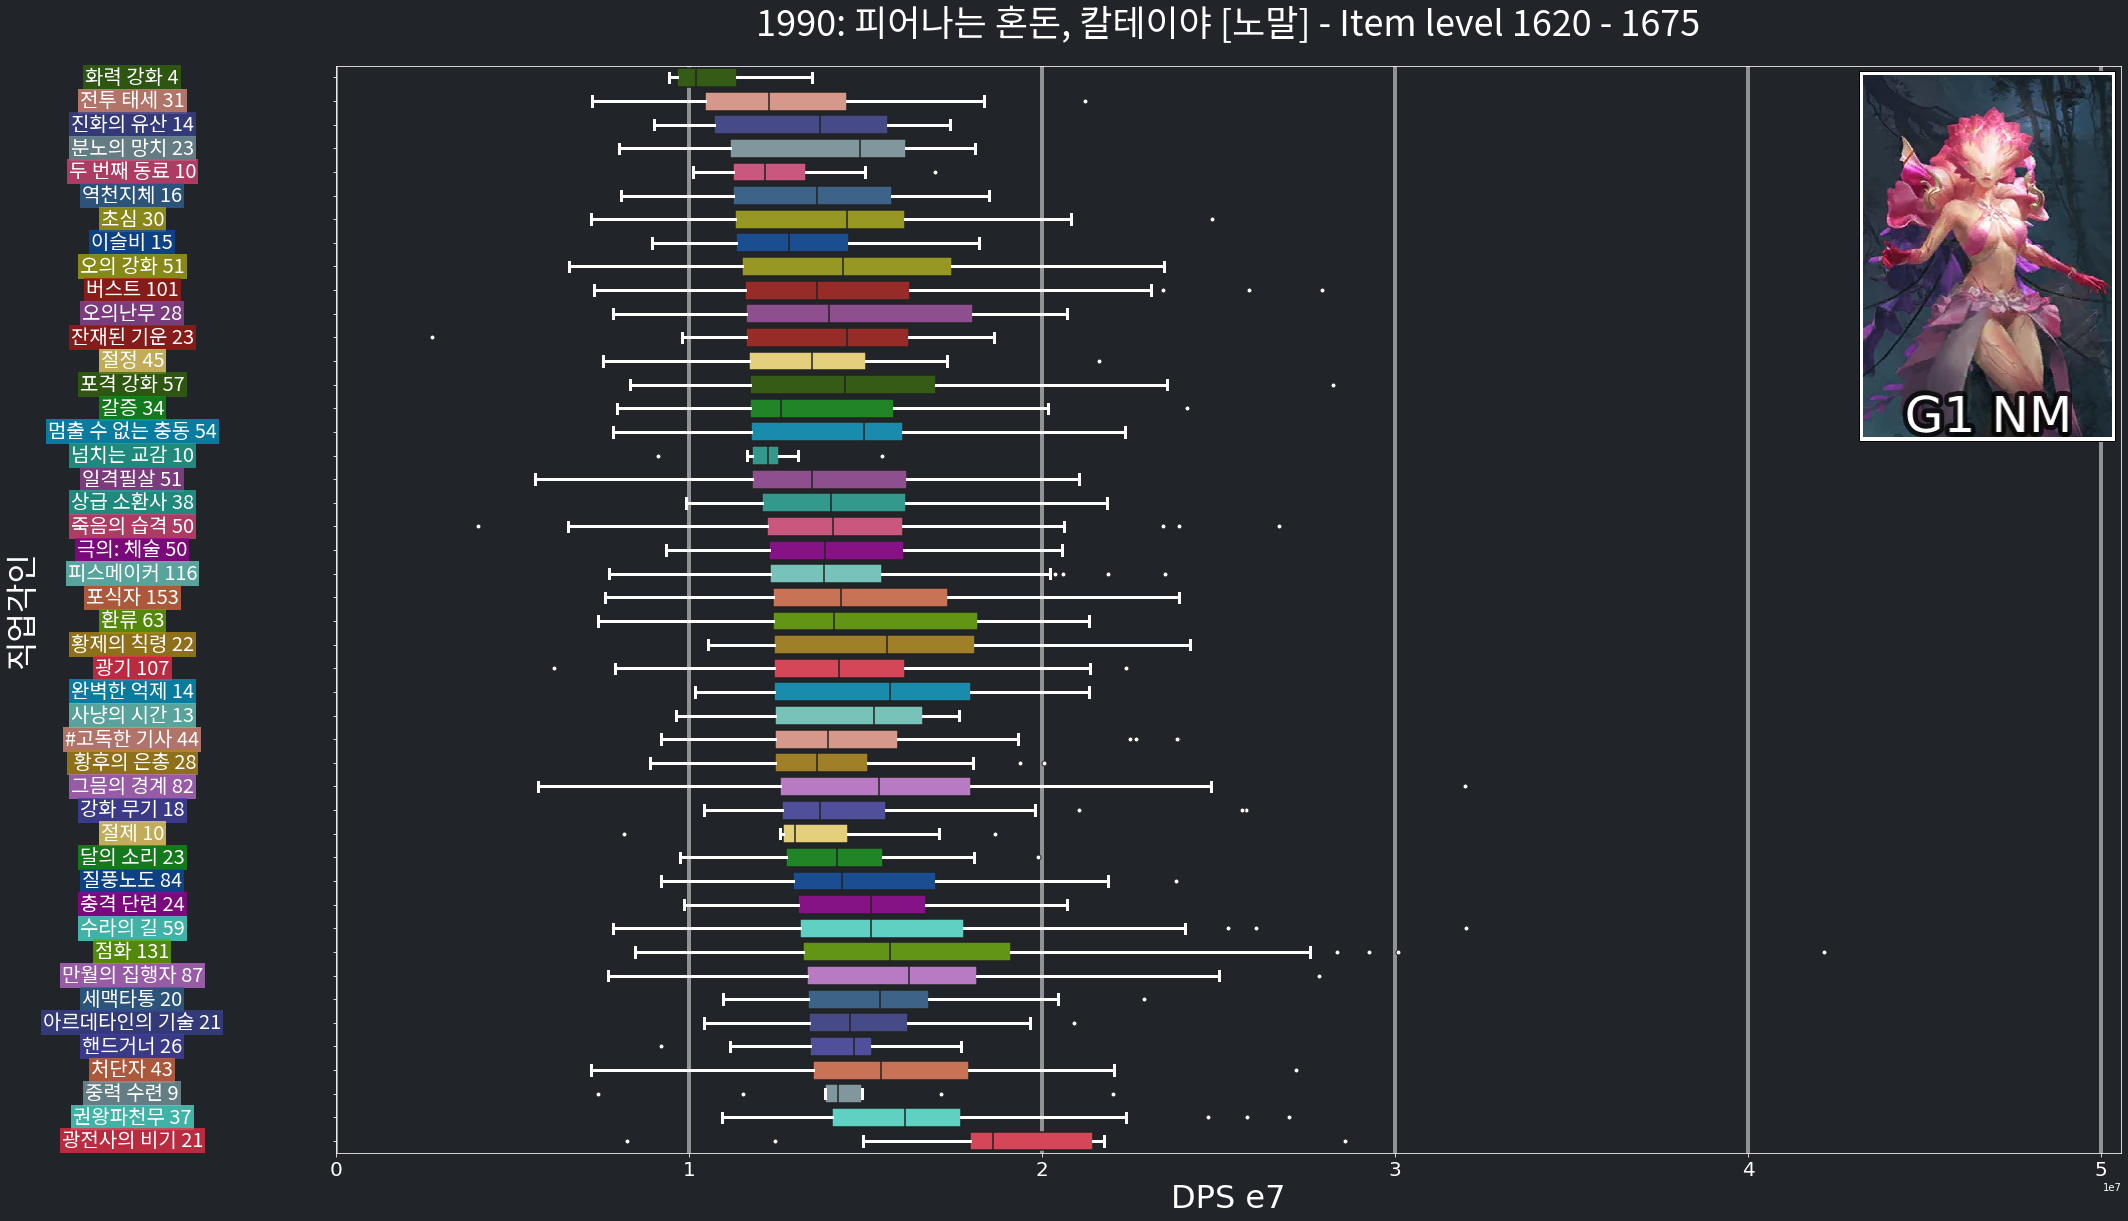 1990: 피어나는 혼돈, 칼테이야 [노말] - Item level 1620 - 1675
화력 강화 4
전투 태세 31
진화의 유산 14
분노의 망치 23
두 번째 동료 10
역천지체 16
초심 30
이슬비 15
오의 강화 51
버스트 101
오의난무 28
잔재된 기운 23
절정 45
포격 강화 57
갈증 34
멈출 수 없는 충동 54
넘치는 교감 10
일격필살 51
상급 소환사 38
죽음의 습격 50
극의: 체술 50
피스메이커 116
포식자 153
환류 63
황제의 칙령 22
광기 107
완벽한 억제 14
사냥의 시간 13
#고독한 기사 44
황후의 은총 28
그믐의 경계 82
강화 무기 18
절제 10
달의 소리 23
질풍노도 84
충격 단련 24
수라의 길 59
점화 131
만월의 집행자 87
세맥타통 20
아르데타인의 기술 21
핸드거너 26
처단자 43
중력 수련 9
권왕파천무 37
광전사의 비기 21
직업각인
G1 NM
0 1 2 3 4 5
1e7
DPS e7